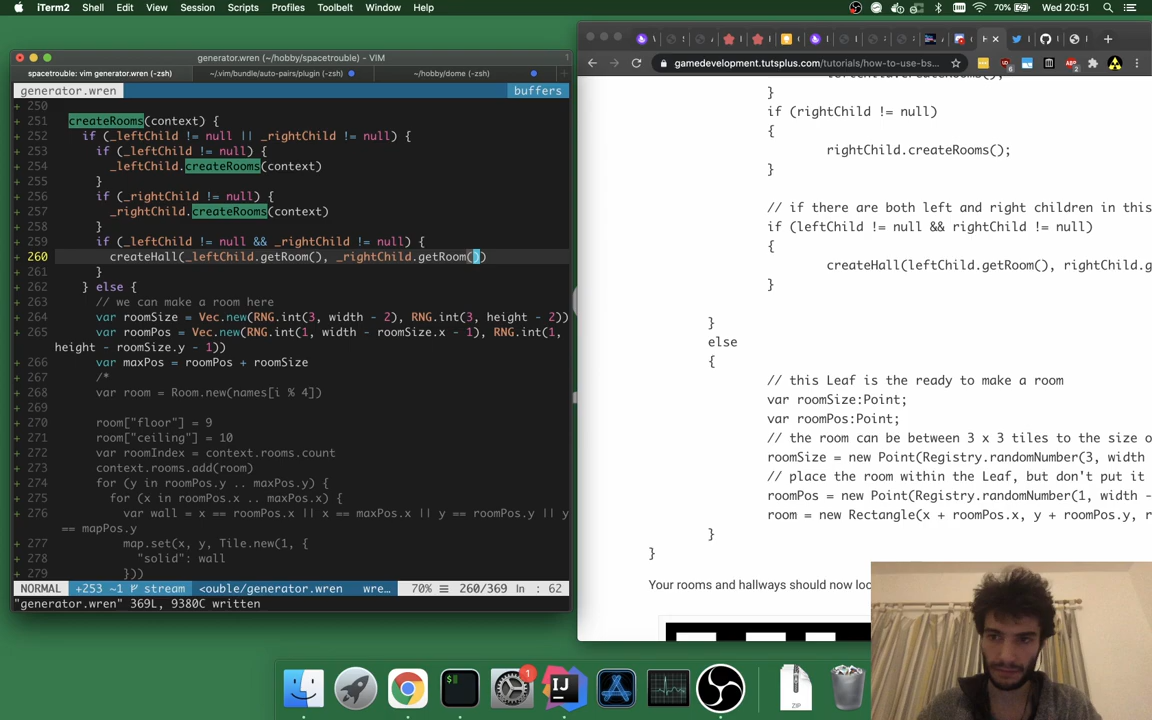 iTerm2 Shell Edit View Session Scripts Profiles Toolbelt Window Help 70% Wed 20:51
generator.wren (~/hobby/spacetrouble) - VIM
spacetrouble: vim generator.wren (-zsh) ~/.vim/bundle/auto-pairs/plugin (-zsh) ~/hobby/dome (-zsh)
generator.wren buffers
+ 250
+ 251 createRooms(context) {
+ 252 if (_leftChild != null || _rightChild != null) {
+ 253 if (_leftChild != null) {
+ 254 _leftChild.createRooms(context)
+ 255 }
+ 256 if (_rightChild != null) {
+ 257 _rightChild.createRooms(context)
+ 258 }
+ 259 if (_leftChild != null && _rightChild != null) {
+ 260 createHall(_leftChild.getRoom(), _rightChild.getRoom())
+ 261 }
+ 262 } else {
+ 263 // we can make a room here
+ 264 var roomSize = Vec.new(RNG.int(3, width - 2), RNG.int(3, height - 2))
+ 265 var roomPos = Vec.new(RNG.int(1, width - roomSize.x - 1), RNG.int(1,
height - roomSize.y - 1))
+ 266 var maxPos = roomPos + roomSize
+ 267 /*
+ 268 var room = Room.new(names[i % 4])
+ 269
+ 270 room["floor"] = 9
+ 271 room["ceiling"] = 10
+ 272 var roomIndex = context.rooms.count
+ 273 context.rooms.add(room)
+ 274 for (y in roomPos.y .. maxPos.y) {
+ 275 for (x in roomPos.x .. maxPos.x) {
+ 276 var wall = x == roomPos.x || x == maxPos.x || y == roomPos.y || y
== mapPos.y
+ 277 map.set(x, y, Tile.new(1, {
+ 278 "solid": wall
+ 279 }))
NORMAL +253 ~1 stream <ouble/generator.wren wre… 70% ☰ 260/369 ln : 62
"generator.wren" 369L, 9380C written
gamedevelopment.tutsplus.com/tutorials/how-to-use-bs…
}
if (rightChild != null)
{
rightChild.createRooms();
}
// if there are both left and right children in this
if (leftChild != null && rightChild != null)
{
createHall(leftChild.getRoom(), rightChild.g
}
}
else
{
// this Leaf is the ready to make a room
var roomSize:Point;
var roomPos:Point;
// the room can be between 3 x 3 tiles to the size o
roomSize = new Point(Registry.randomNumber(3, width
// place the room within the Leaf, but don't put it
roomPos = new Point(Registry.randomNumber(1, width -
room = new Rectangle(x + roomPos.x, y + roomPos.y, r
}
}
Your rooms and hallways should now loo
1
ZIP